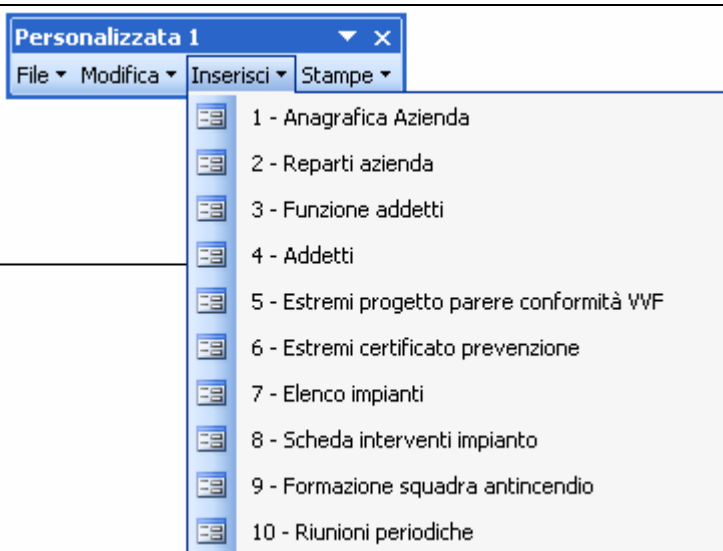 Personalizzata 1
File Modifica Inserisci Stampe
1 - Anagrafica Azienda
2 - Reparti azienda
3 - Funzione addetti
4 - Addetti
5 - Estremi progetto parere conformità VVF
6 - Estremi certificato prevenzione
7 - Elenco impianti
8 - Scheda interventi impianto
9 - Formazione squadra antincendio
10 - Riunioni periodiche